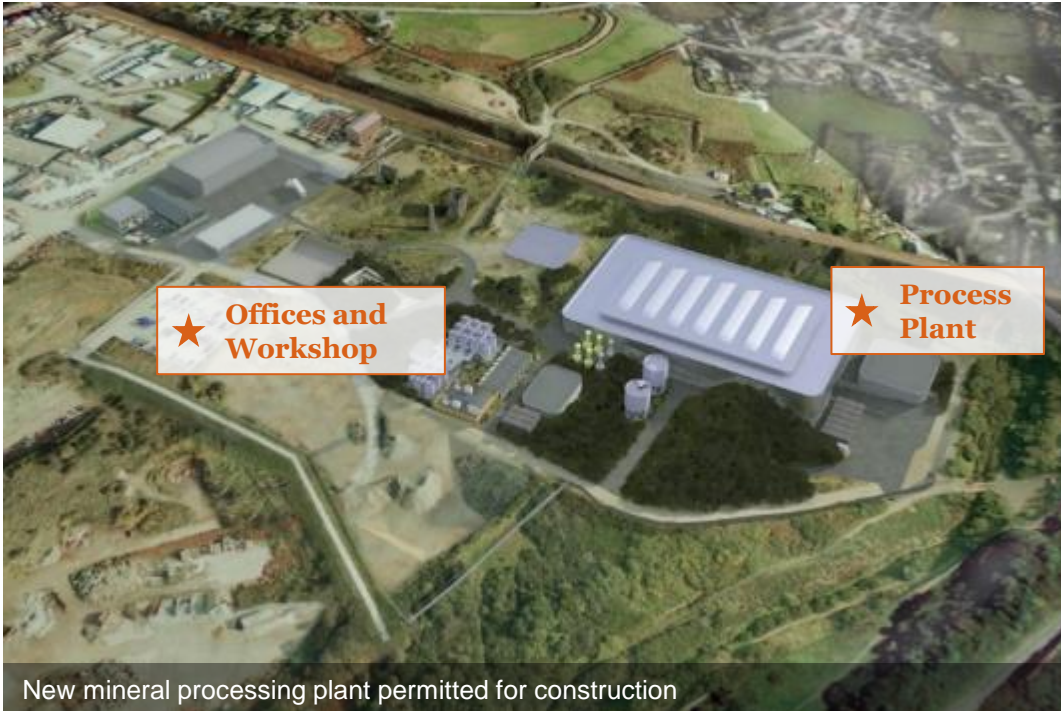 Offices and
Workshop
Process
Plant
New mineral processing plant permitted for construction